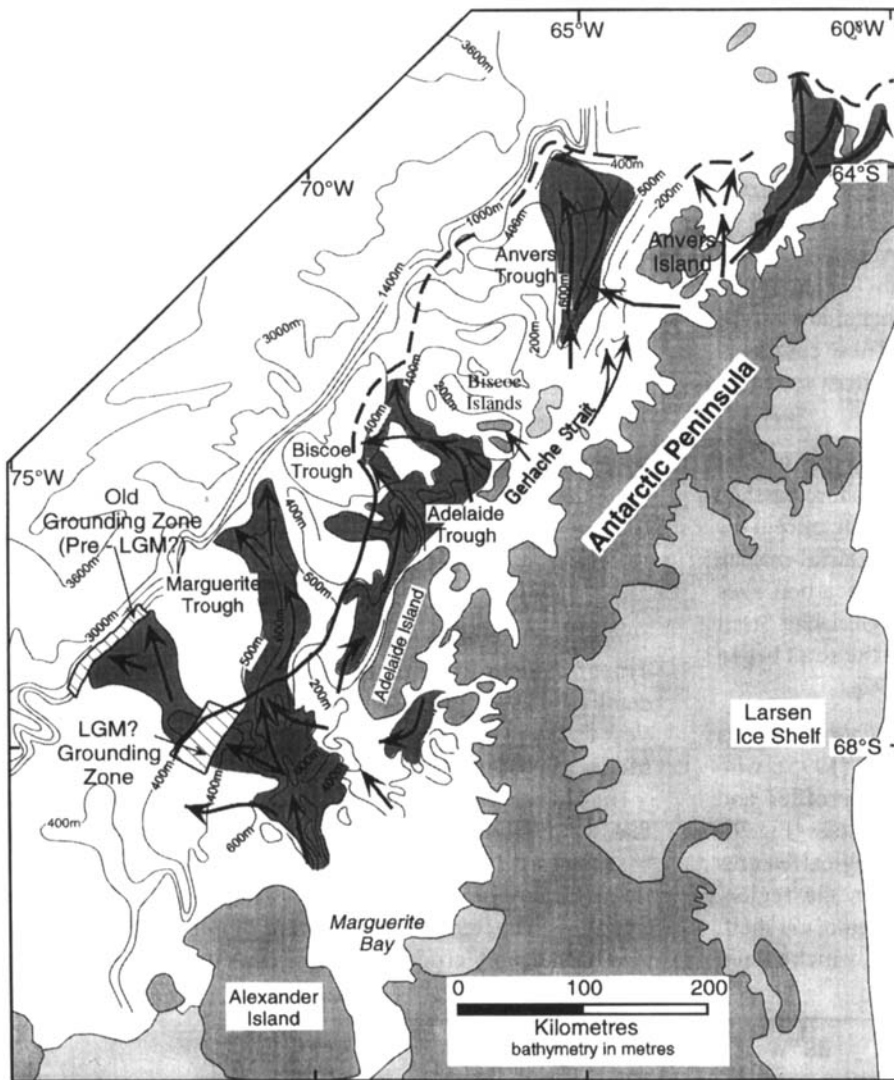 65°W
60°W
3600m
400m
64°S
70°W
500m
200m
1000m
400m
Anvers
Island
Anvers
Trough
1400m
600m
3000m
200m
400m
Biscoe
Islands
200m
Gerlache Strait
Antarctic Peninsula
400m
Biscoe
Trough
75°W
Old
Grounding Zone
(Pre - LGM?)
400m
Adelaide
Trough
3600m
500m
Marguerite
Trough
3000m
500m
600m
Adelaide Island
200m
LGM?
Grounding
Zone
Larsen
Ice Shelf
68°S
400m
400m
400m
600m
Marguerite
Bay
Alexander
Island
0 100 200
Kilometres
bathymetry in metres